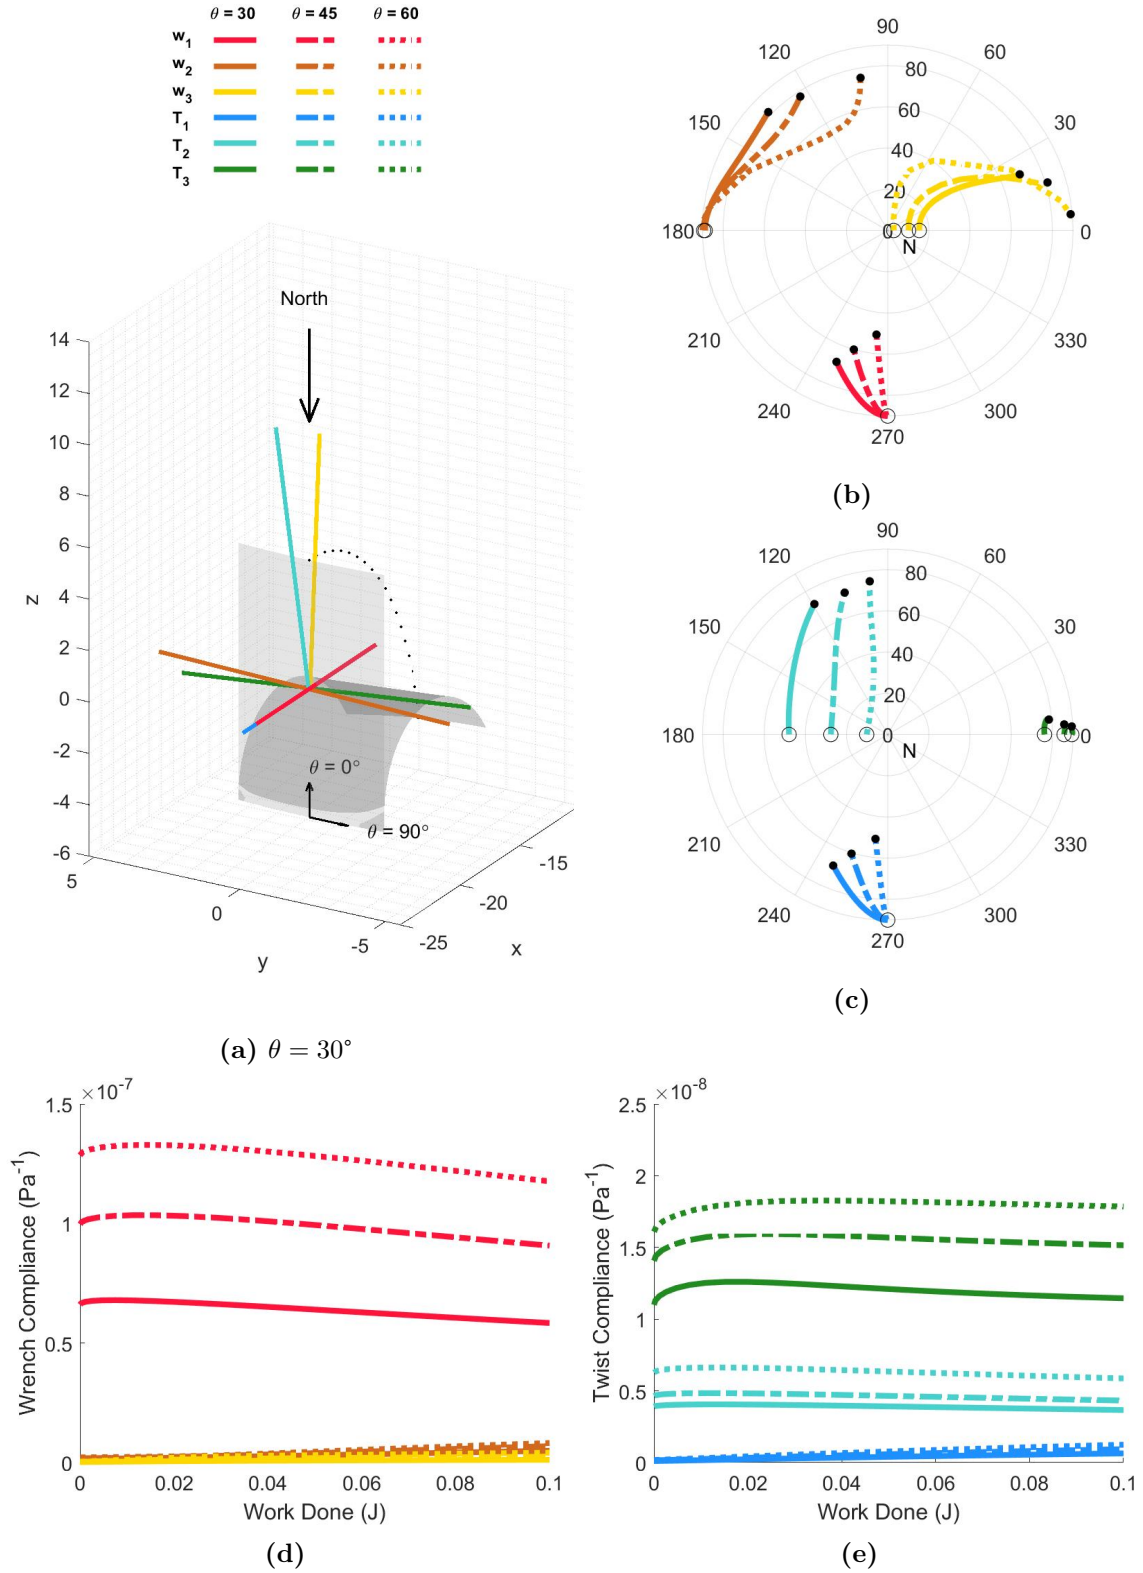 θ = 30 θ = 45 θ = 60
w1
w2
w3
T1
T2
T3
North
14
12
10
8
6
4
2
0
-2
-4
-6
z
θ = 0°
θ = 90°
5
0
-5
y
-25
-20
-15
x
(a) θ = 30°
90
120 60
80
60
150 30
40
20
180 0 0
N
210 330
240 300
270
(b)
90
120 60
80
60
150 30
40
20
180 0 0
N
210 330
240 300
270
(c)
×10-7
1.5
1
0.5
0
Wrench Compliance (Pa-1)
0 0.02 0.04 0.06 0.08 0.1
Work Done (J)
(d)
×10-8
2.5
2
1.5
1
0.5
0
Twist Compliance (Pa-1)
0 0.02 0.04 0.06 0.08 0.1
Work Done (J)
(e)